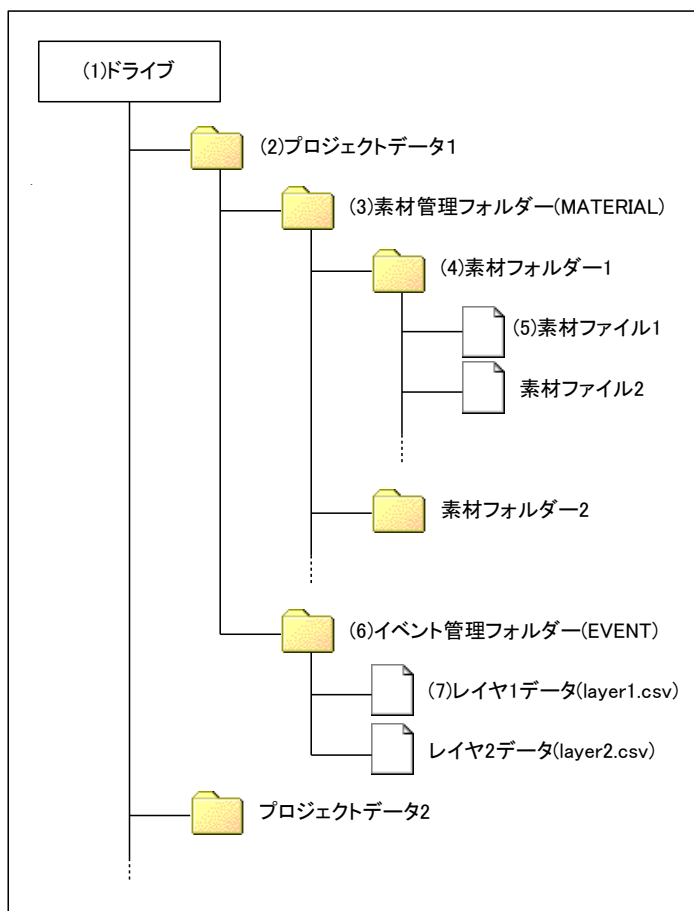 (1)ドライブ
(2)プロジェクトデータ1
(3)素材管理フォルダー(MATERIAL)
(4)素材フォルダー1
(5)素材ファイル1
素材ファイル2
素材フォルダー2
(6)イベント管理フォルダー(EVENT)
(7)レイヤ1データ(layer1.csv)
レイヤ2データ(layer2.csv)
プロジェクトデータ2